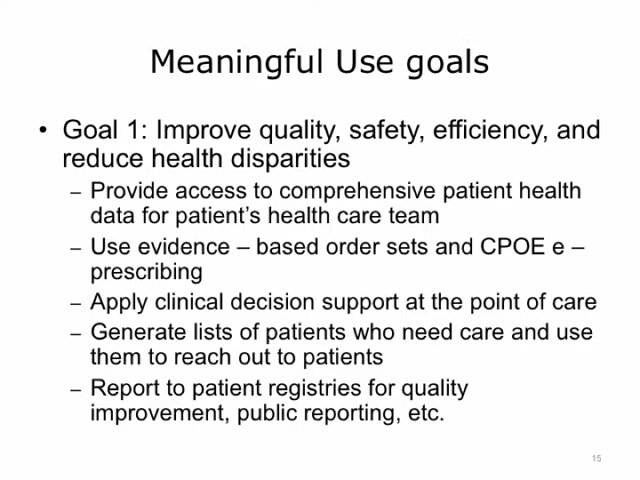 Meaningful Use goals
• Goal 1: Improve quality, safety, efficiency, and
reduce health disparities
– Provide access to comprehensive patient health
data for patient's health care team
– Use evidence – based order sets and CPOE e –
prescribing
– Apply clinical decision support at the point of care
– Generate lists of patients who need care and use
them to reach out to patients
– Report to patient registries for quality
improvement, public reporting, etc.
15